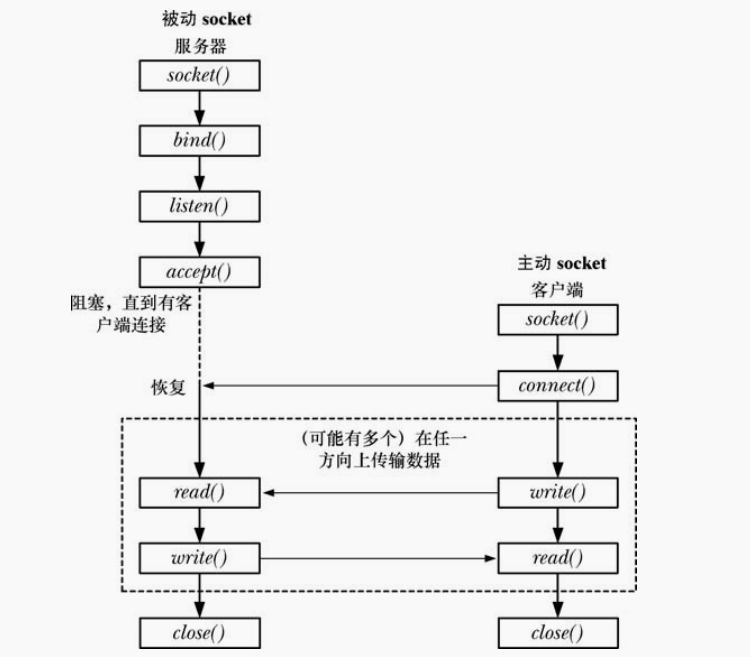 被动 socket
服务器
socket()
bind()
listen()
accept()
阻塞，直到有客
户端连接
主动 socket
客户端
socket()
恢复
connect()
（可能有多个）在任一
方向上传输数据
read()
write()
write()
read()
close()
close()